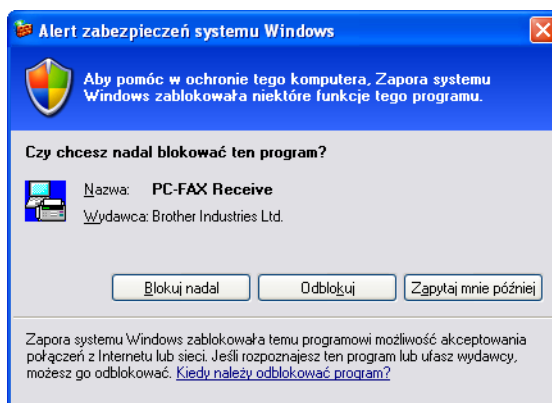 Alert zabezpieczeń systemu Windows
Aby pomóc w ochronie tego komputera, Zapora systemu
Windows zablokowała niektóre funkcje tego programu.
Czy chcesz nadal blokować ten program?
Nazwa: PC-FAX Receive
Wydawca: Brother Industries Ltd.
Blokuj nadal Odblokuj Zapytaj mnie później
Zapora systemu Windows zablokowała temu programowi możliwość akceptowania
połączeń z Internetu lub sieci. Jeśli rozpoznajesz ten program lub ufasz wydawcy,
możesz go odblokować. Kiedy należy odblokować program?